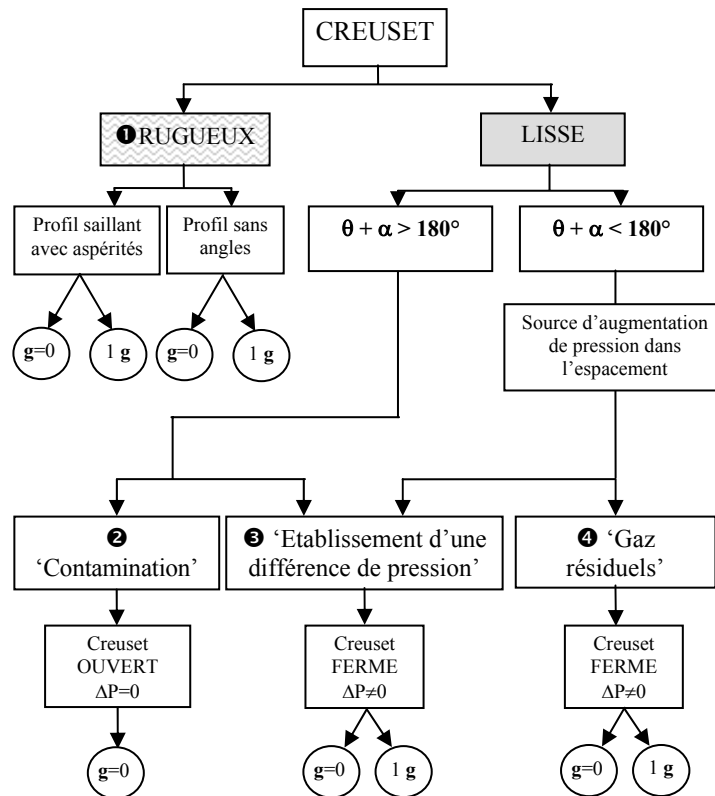 CREUSET
❶RUGUEUX
LISSE
Profil saillant
avec aspérités
Profil sans
angles
θ + α > 180°
θ + α < 180°
g=0
1 g
g=0
1 g
Source d'augmentation
de pression dans
l'espacement
❷
'Contamination'
❸ 'Etablissement d'une
différence de pression'
❹ 'Gaz
résiduels'
Creuset
OUVERT
ΔP=0
Creuset
FERME
ΔP≠0
Creuset
FERME
ΔP≠0
g=0
g=0
1 g
g=0
1 g